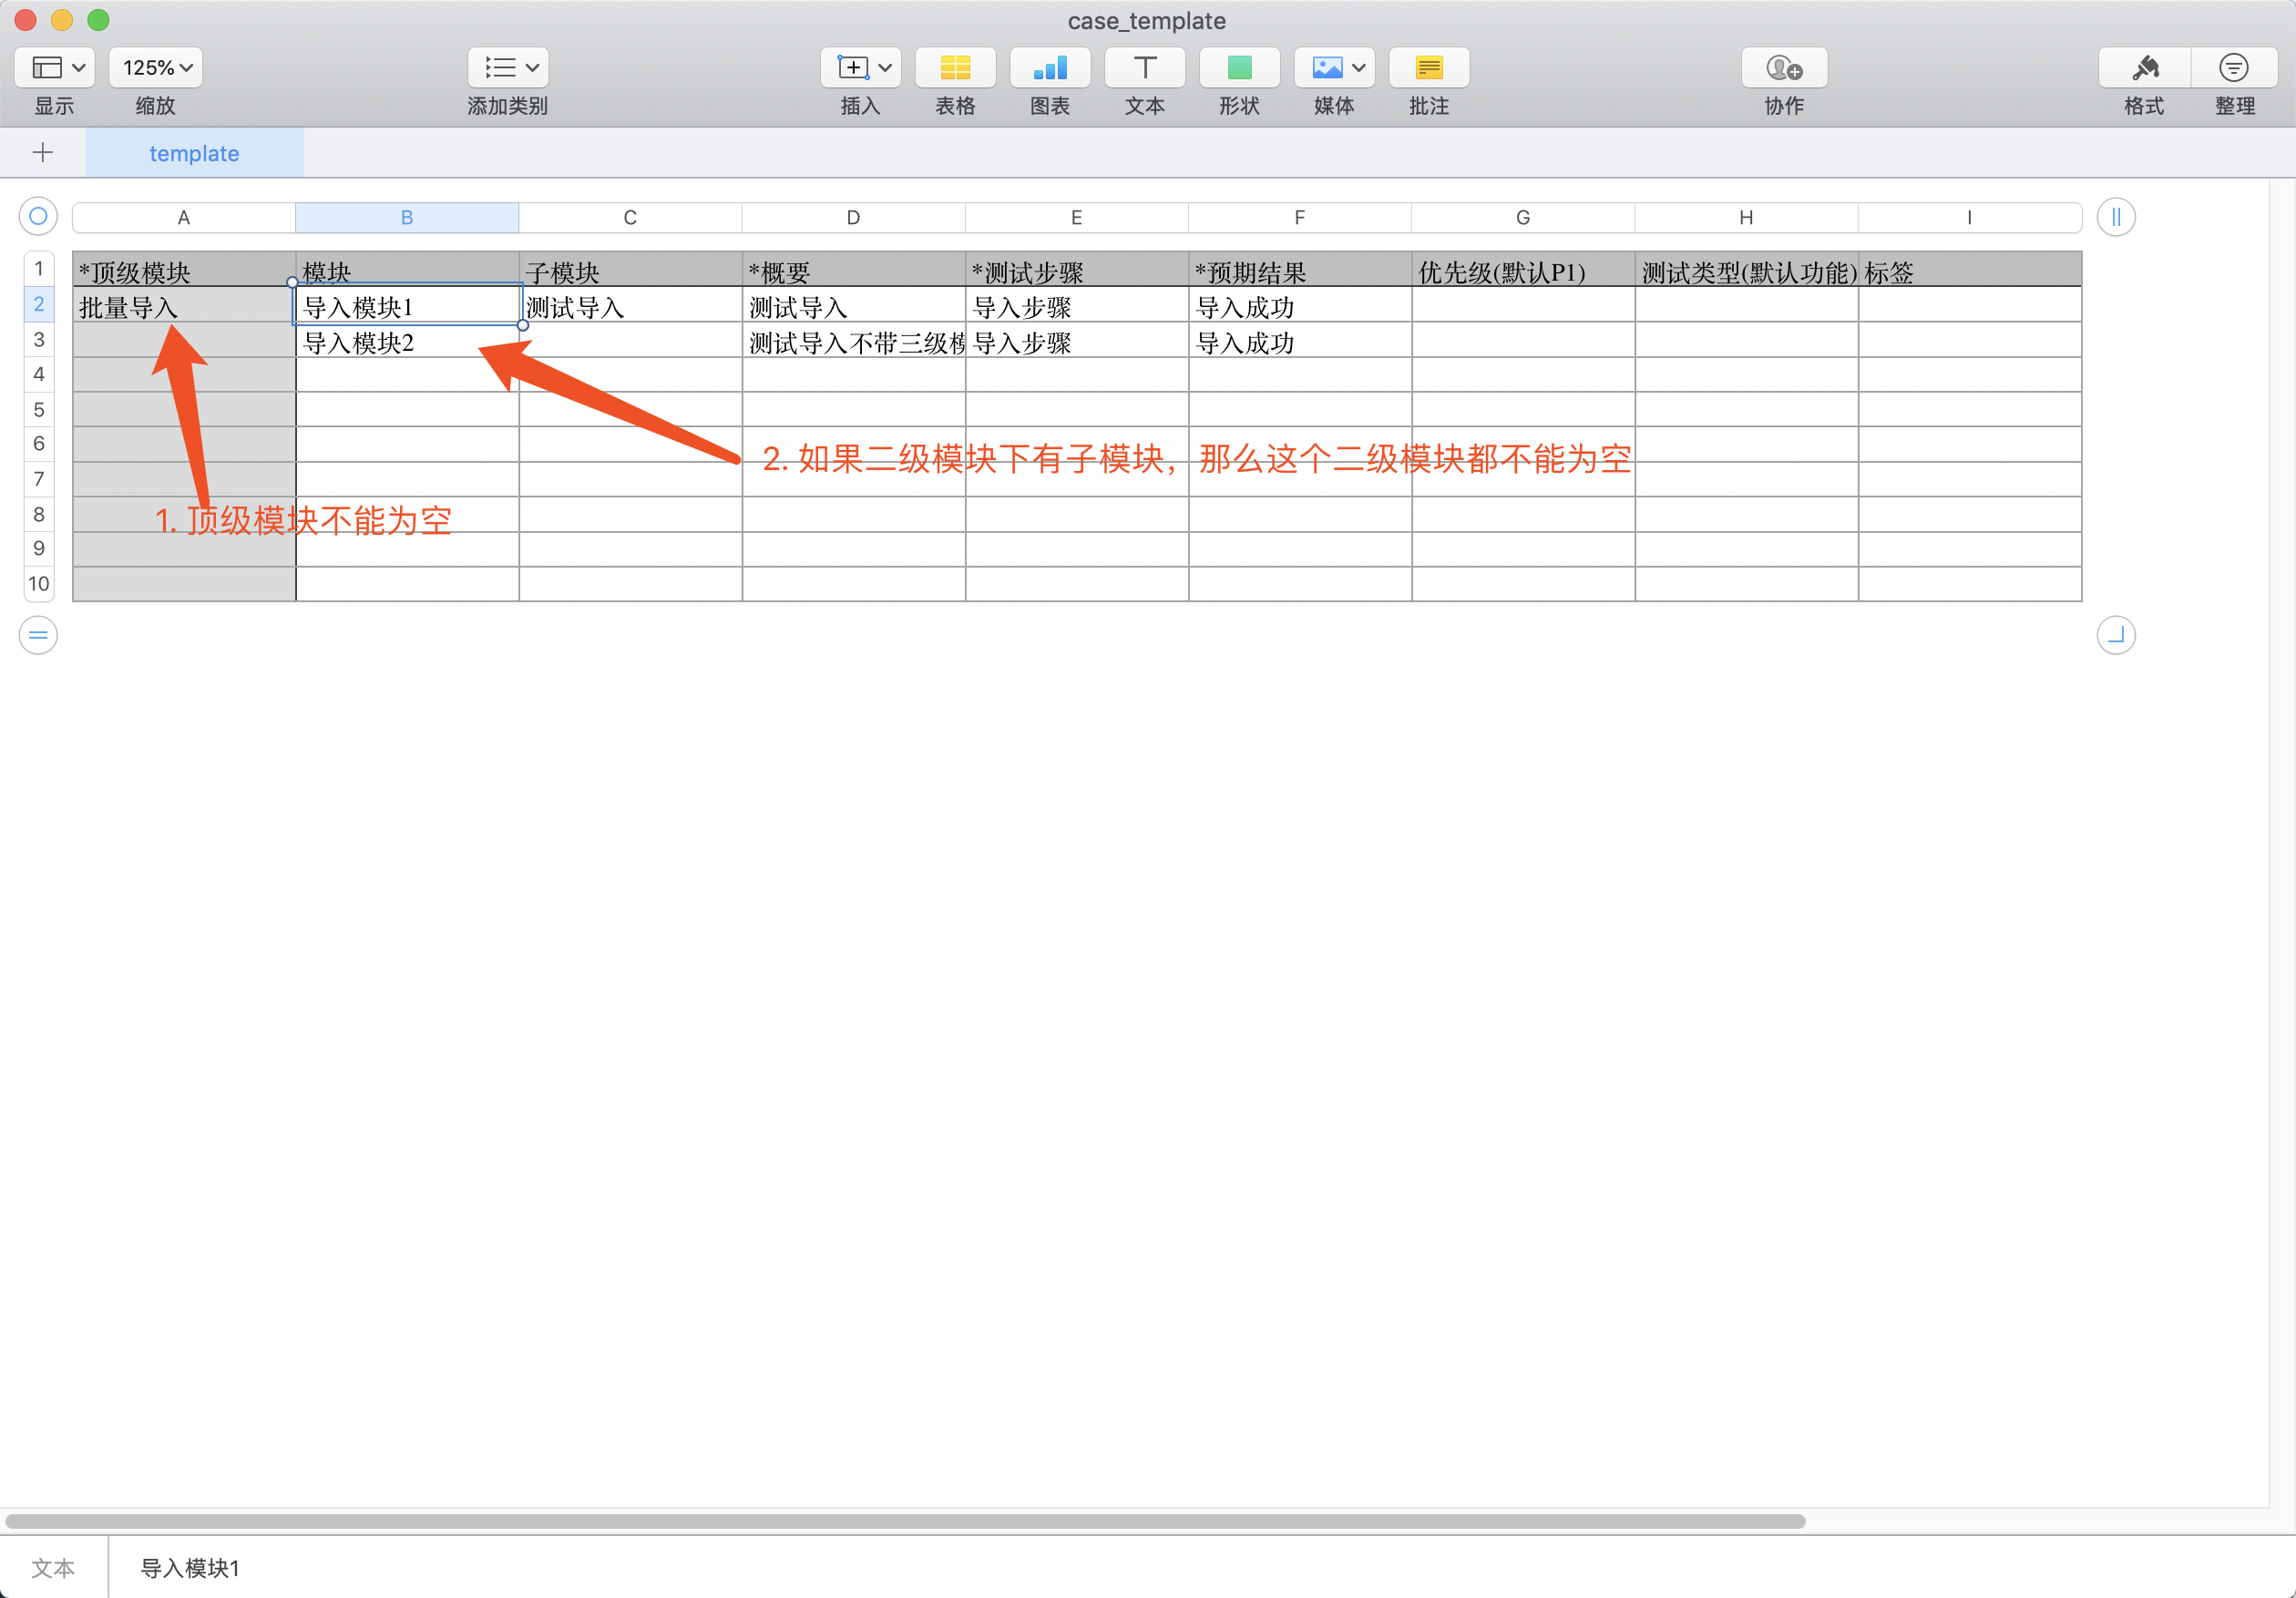 case_template
125%
显示 缩放 添加类别 插入 表格 图表 文本 形状 媒体 批注 协作 格式 整理
template
A B C D E F G H I
1 *顶级模块 模块 子模块 *概要 *测试步骤 *预期结果 优先级(默认P1) 测试类型(默认功能) 标签
2 批量导入 导入模块1 测试导入 测试导入 导入步骤 导入成功
3 导入模块2 测试导入不带三级模 导入步骤 导入成功
4
5
6
2. 如果二级模块下有子模块，那么这个二级模块都不能为空
7
8
1. 顶级模块不能为空
9
10
文本 导入模块1